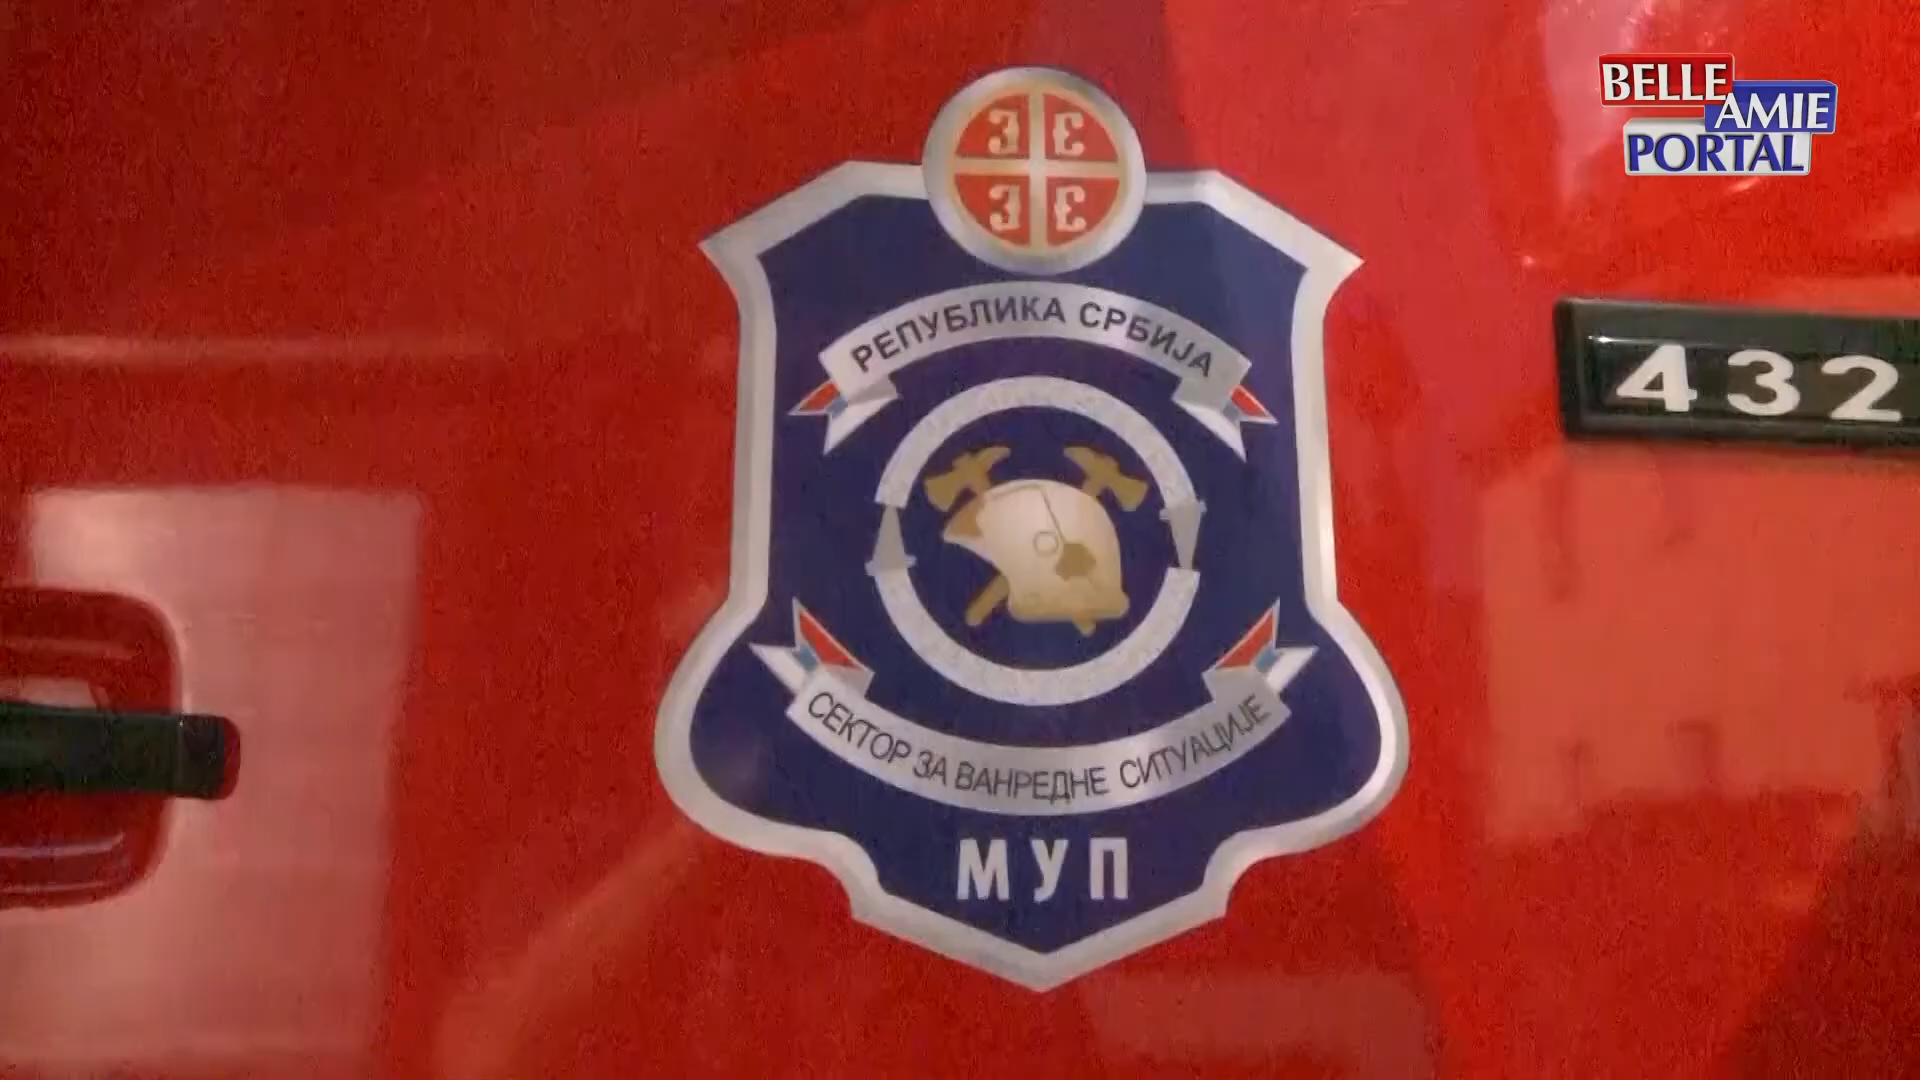 BELLE
AMIE
PORTAL
РЕПУБЛИКА СРБИЈА
432
СЕКТОР ЗА ВАНРЕДНЕ СИТУАЦИЈЕ
МУП